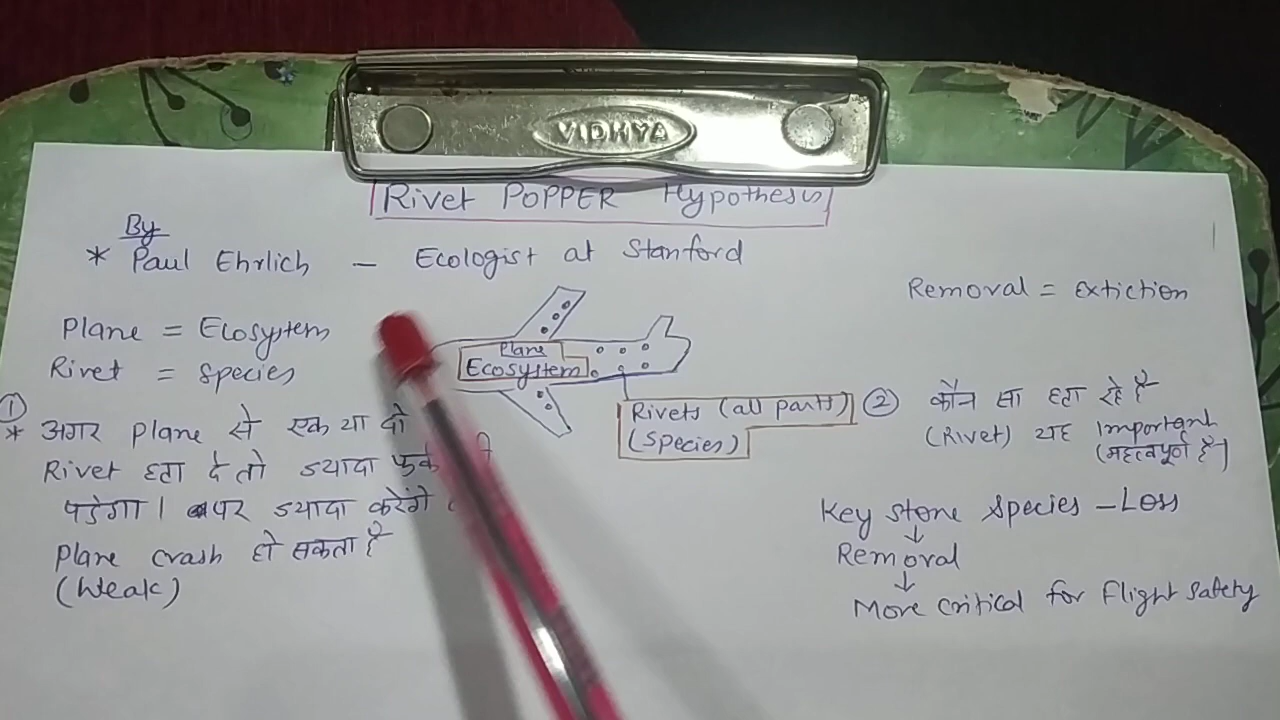 VIDHYA
Rivet POPPER Hypothesis
By
* Paul Ehrlich – Ecologist at Stanford
Removal = Extiction
Plane = Ecosystem
Rivet = Species
Plane
Ecosystem
Rivets (all parts)
(Species)
①
* अगर Plane से एक या दो
Rivet हटा दे तो ज्यादा फर्क
पड़ेगा। पर ज्यादा करेंगे
Plane crash हो सकता है
(Weak)
② कौन सा हटा रहे है
(Rivet) यह Important
(महत्वपूर्ण है)
Key stone Species – Loss
↓
Removal
↓
More critical for flight safety